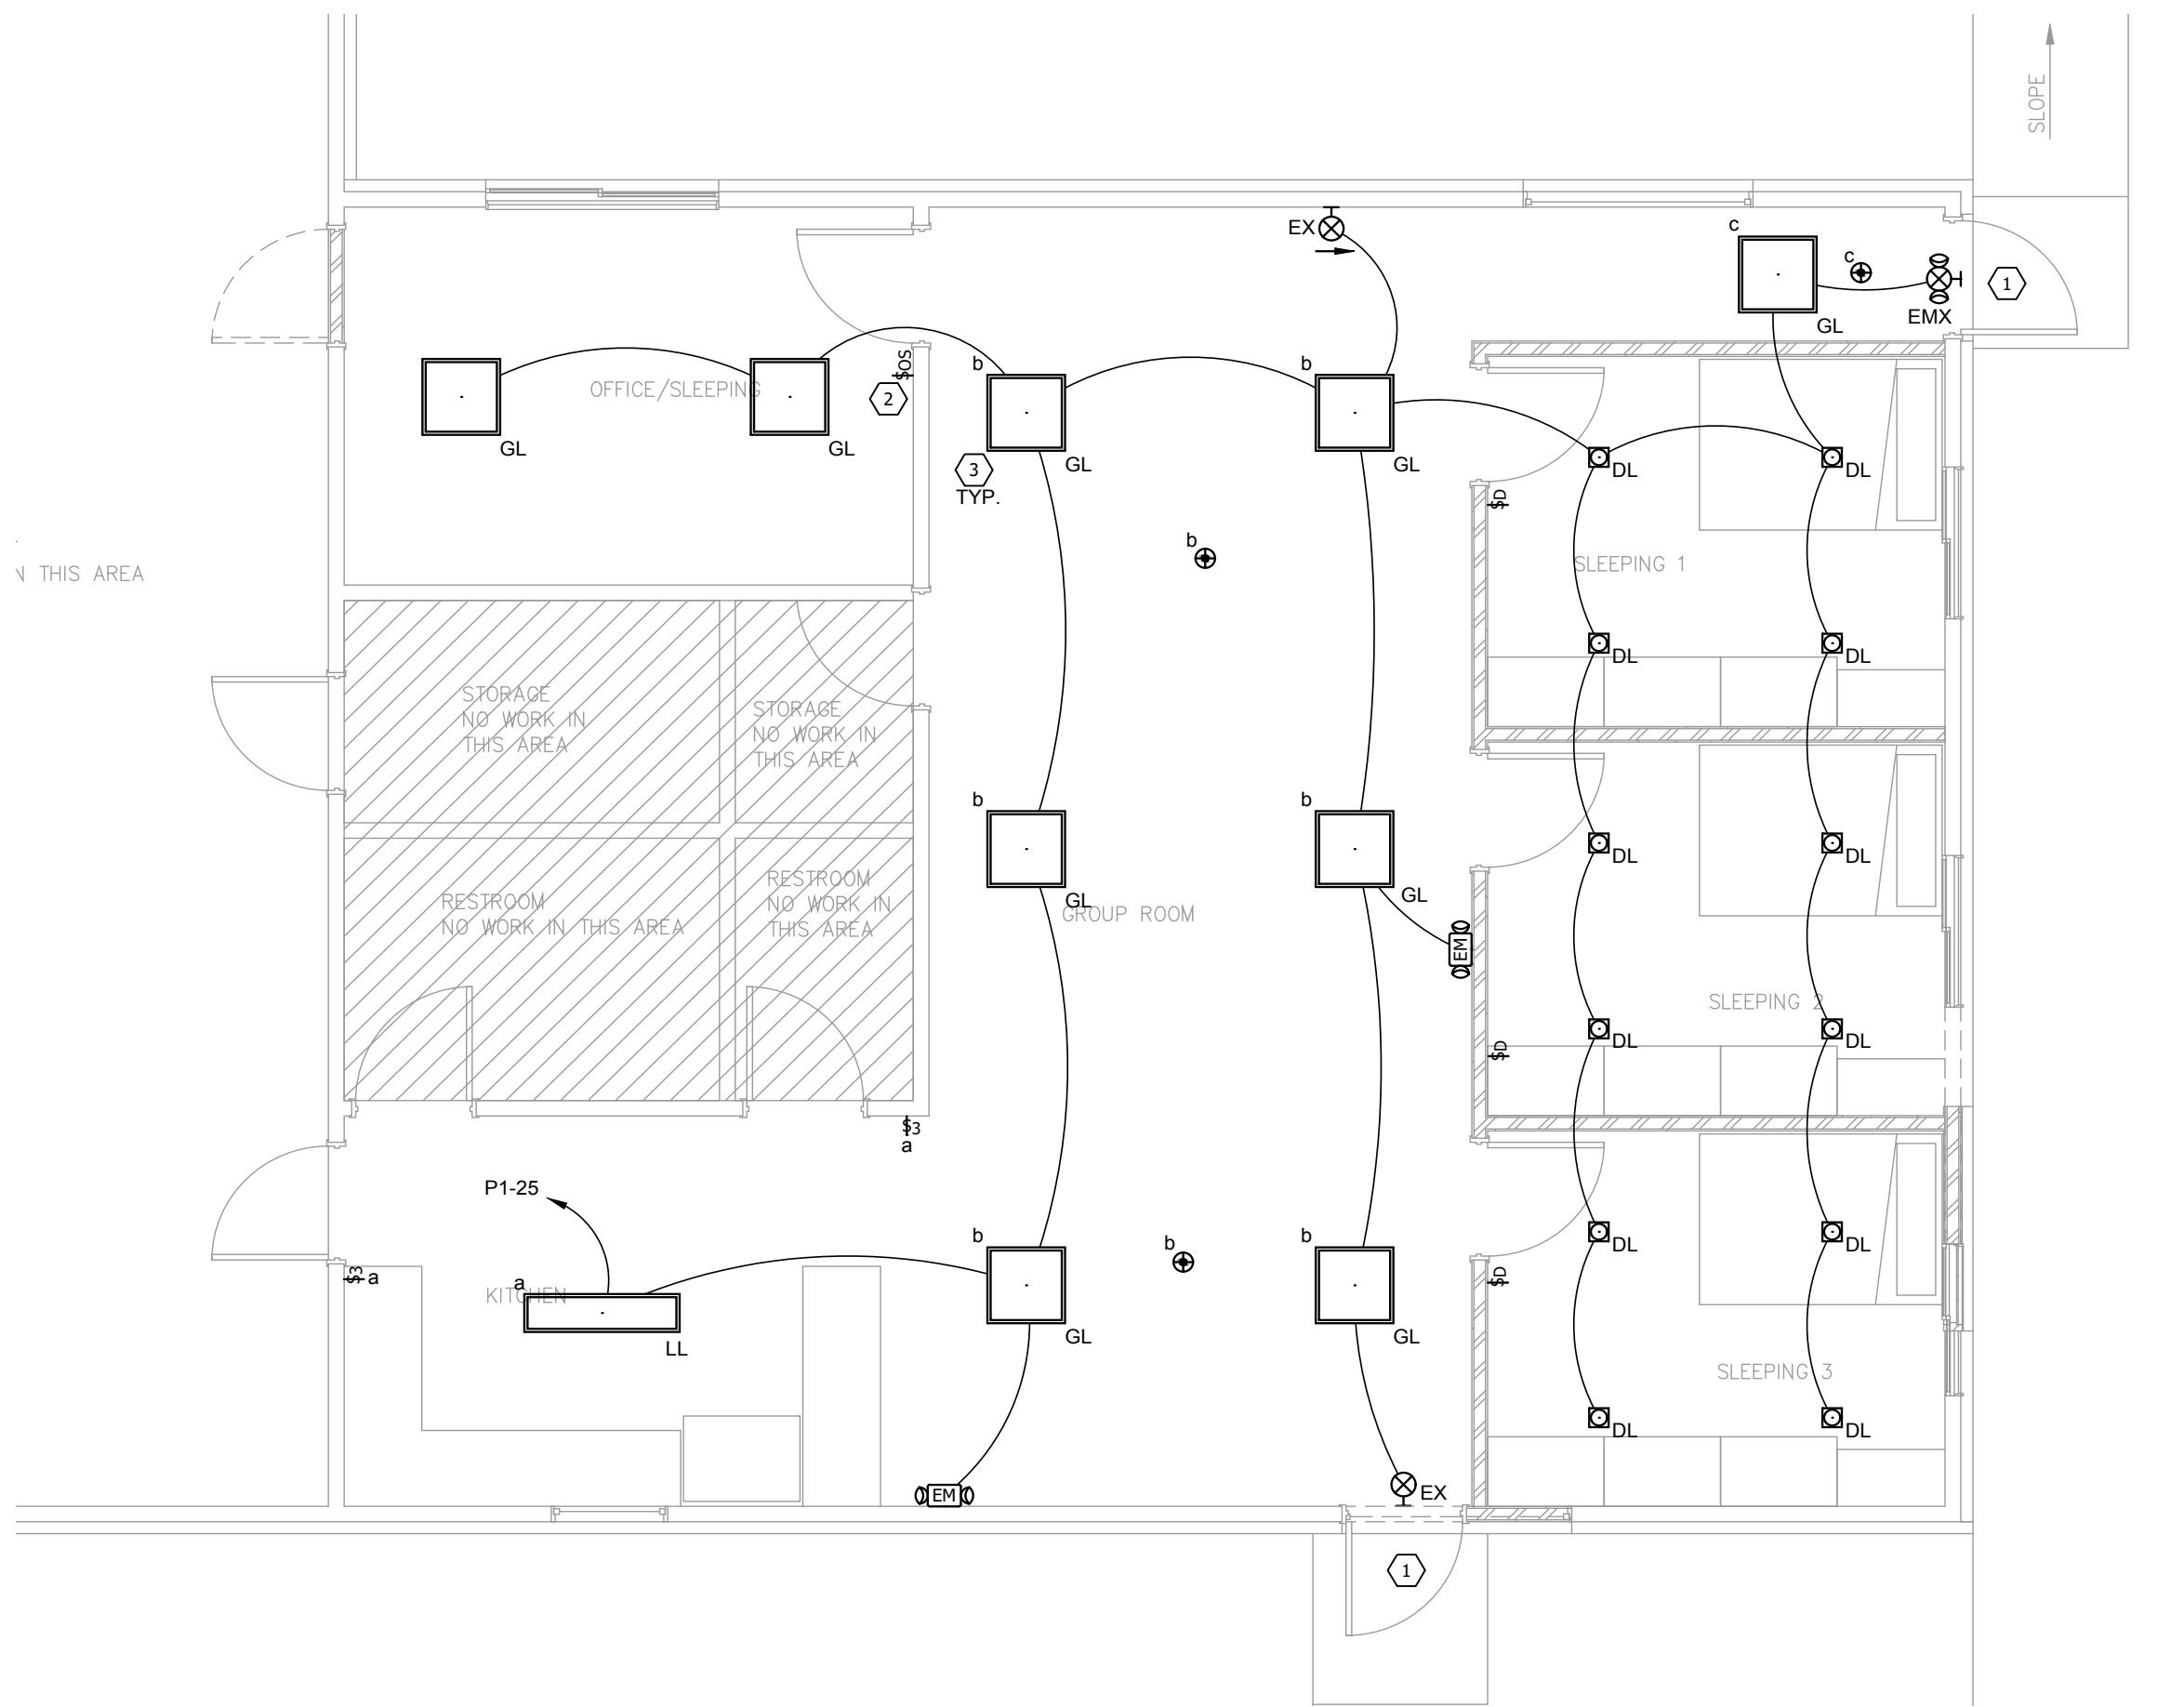 SLOPE
EX
c
c
1
GL
EMX
$OS
b
b
OFFICE/SLEEPING
2
GL
GL
3
TYP.
GL
GL
DL
DL
$D
b
SLEEPING 1
N THIS AREA
DL
DL
STORAGE
NO WORK IN
THIS AREA
STORAGE
NO WORK IN
THIS AREA
b
b
DL
DL
RESTROOM
NO WORK IN THIS AREA
RESTROOM
NO WORK IN
THIS AREA
GL
GL
GROUP ROOM
EM
SLEEPING 2
DL
DL
$D
$3
a
P1-25
b
b
b
DL
DL
$3
a
a
KITCHEN
$D
LL
GL
GL
SLEEPING 3
DL
DL
EM
EX
1